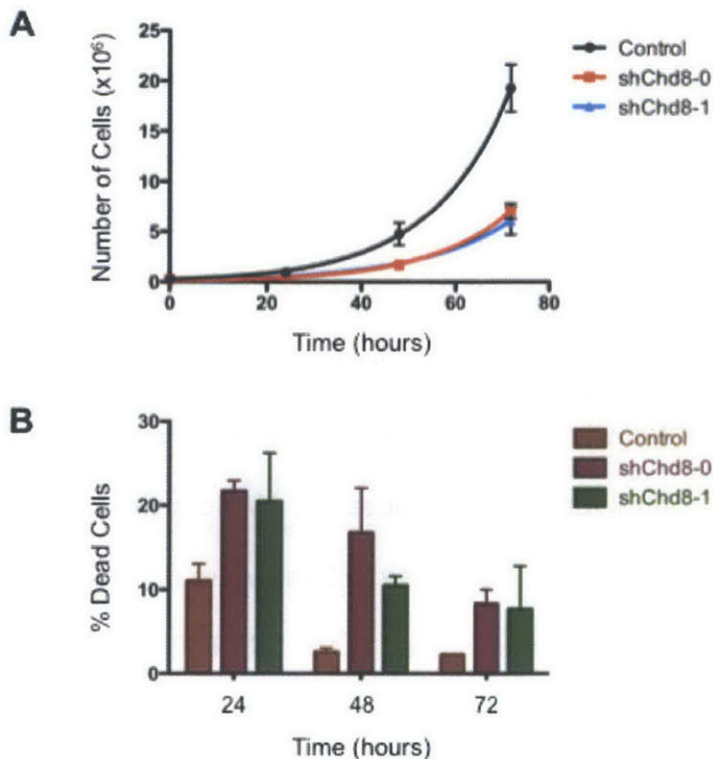 A
Number of Cells (x10⁶)
25
20
15
10
5
0
0
20
40
60
80
Time (hours)
Control
shChd8-0
shChd8-1
B
% Dead Cells
30
20
10
0
24
48
72
Time (hours)
Control
shChd8-0
shChd8-1